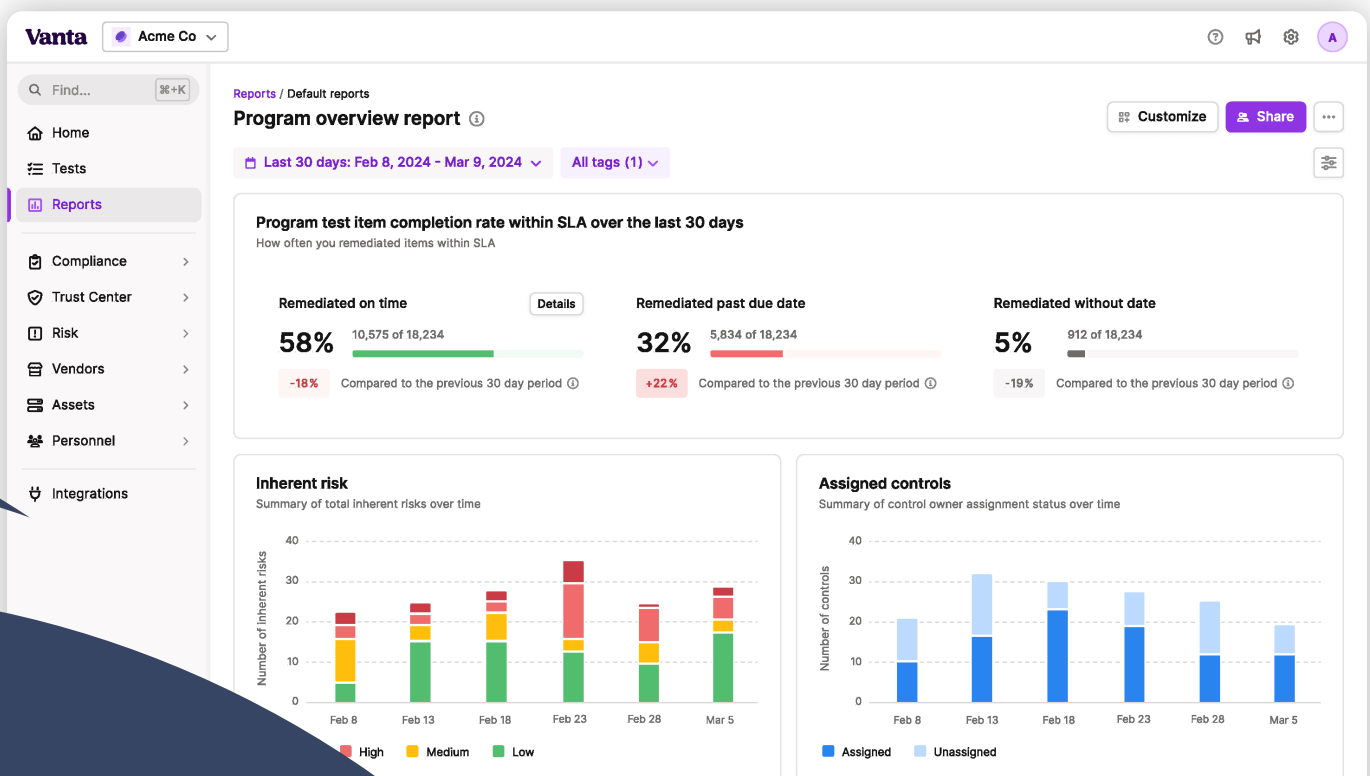 Vanta
Acme Co
A
Find... ⌘+K
Home
Tests
Reports
Compliance
Trust Center
Risk
Vendors
Assets
Personnel
Integrations
Reports / Default reports
Program overview report
Customize
Share
Last 30 days: Feb 8, 2024 - Mar 9, 2024
All tags (1)
Program test item completion rate within SLA over the last 30 days
How often you remediated items within SLA
Remediated on time
Details
58%
10,575 of 18,234
-18%
Compared to the previous 30 day period
Remediated past due date
32%
5,834 of 18,234
+22%
Compared to the previous 30 day period
Remediated without date
5%
912 of 18,234
-19%
Compared to the previous 30 day period
Inherent risk
Summary of total inherent risks over time
Number of inherent risks
40
30
20
10
0
Feb 8
Feb 13
Feb 18
Feb 23
Feb 28
Mar 5
High
Medium
Low
Assigned controls
Summary of control owner assignment status over time
Number of controls
40
30
20
10
0
Feb 8
Feb 13
Feb 18
Feb 23
Feb 28
Mar 5
Assigned
Unassigned